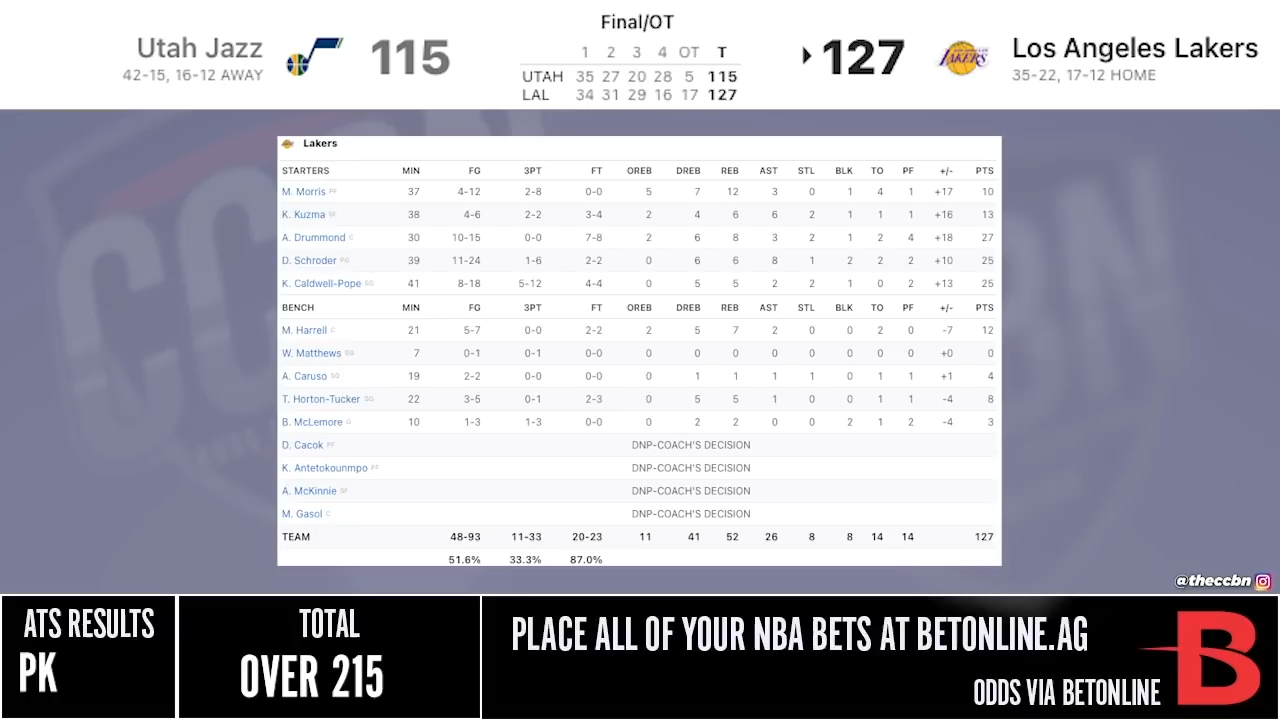 Final/OT
Utah Jazz 115 127 Los Angeles Lakers
42-15, 16-12 AWAY 35-22, 17-12 HOME
1 2 3 4 OT T
UTAH 35 27 20 28 5 115
LAL 34 31 29 16 17 127
LAKERS
Lakers
STARTERS MIN FG 3PT FT OREB DREB REB AST STL BLK TO PF +/- PTS
M. Morris PF 37 4-12 2-8 0-0 5 7 12 3 0 1 4 1 +17 10
K. Kuzma SF 38 4-6 2-2 3-4 2 4 6 6 2 1 1 1 +16 13
A. Drummond C 30 10-15 0-0 7-8 2 6 8 3 2 1 2 4 +18 27
D. Schroder PG 39 11-24 1-6 2-2 0 6 6 8 1 2 2 2 +10 25
K. Caldwell-Pope SG 41 8-18 5-12 4-4 0 5 5 2 2 1 0 2 +13 25
BENCH MIN FG 3PT FT OREB DREB REB AST STL BLK TO PF +/- PTS
M. Harrell C 21 5-7 0-0 2-2 2 5 7 2 0 0 2 0 -7 12
W. Matthews SG 7 0-1 0-1 0-0 0 0 0 0 0 0 0 0 +0 0
A. Caruso SG 19 2-2 0-0 0-0 0 1 1 1 1 0 1 1 +1 4
T. Horton-Tucker SG 22 3-5 0-1 2-3 0 5 5 1 0 0 1 1 -4 8
B. McLemore G 10 1-3 1-3 0-0 0 2 2 0 0 2 1 2 -4 3
D. Cacok PF DNP-COACH'S DECISION
K. Antetokounmpo PF DNP-COACH'S DECISION
A. McKinnie SF DNP-COACH'S DECISION
M. Gasol C DNP-COACH'S DECISION
TEAM 48-93 11-33 20-23 11 41 52 26 8 8 14 14 127
51.6% 33.3% 87.0%
@theccbn
ATS RESULTS
PK
TOTAL
OVER 215
PLACE ALL OF YOUR NBA BETS AT BETONLINE.AG
ODDS VIA BETONLINE
B